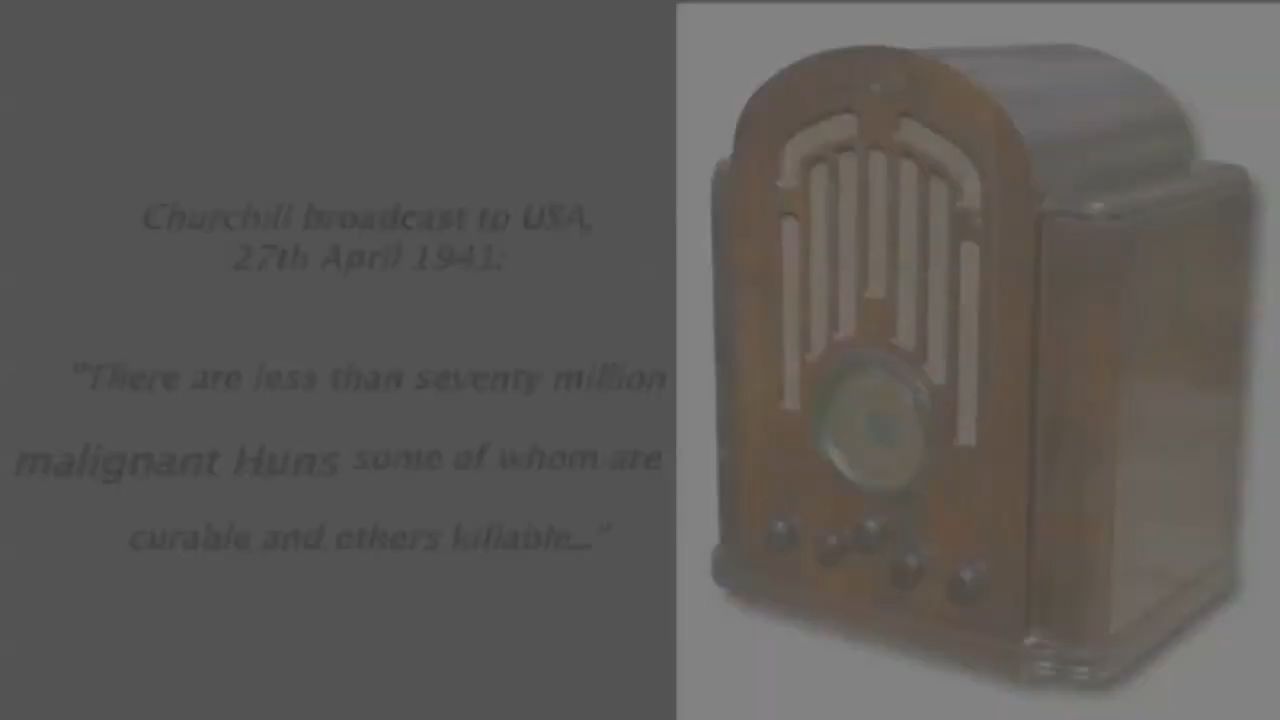 Churchill broadcast to USA,
27th April 1941:
"There are less than seventy million
malignant Huns some of whom are
curable and others killable..."